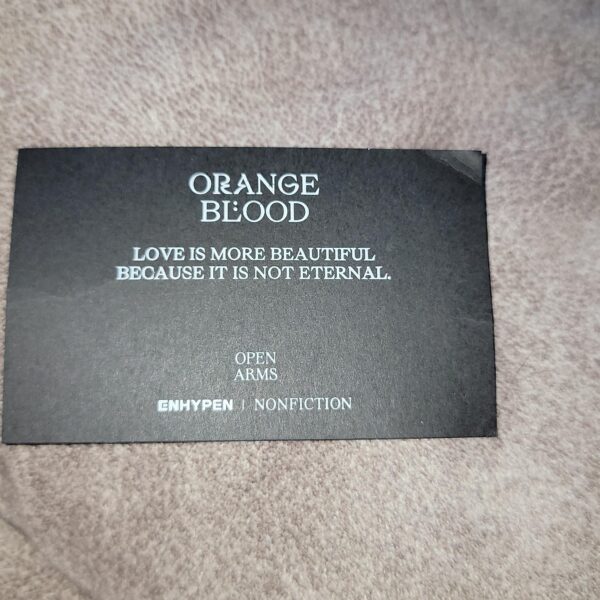 ORANGE
BLOOD
LOVE IS MORE BEAUTIFUL
BECAUSE IT IS NOT ETERNAL.
OPEN
ARMS
ENHYPEN | NONFICTION